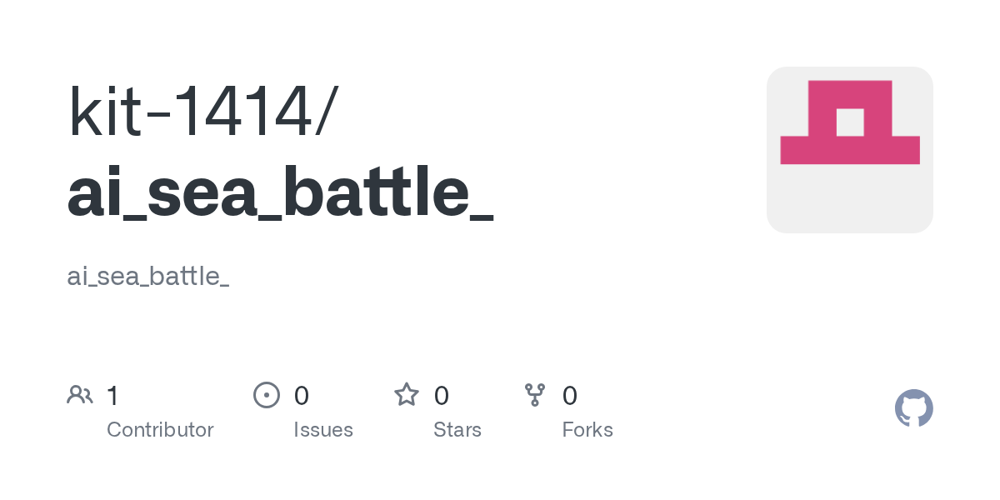 kit-1414/
ai_sea_battle_
ai_sea_battle_
1
Contributor
0
Issues
0
Stars
0
Forks